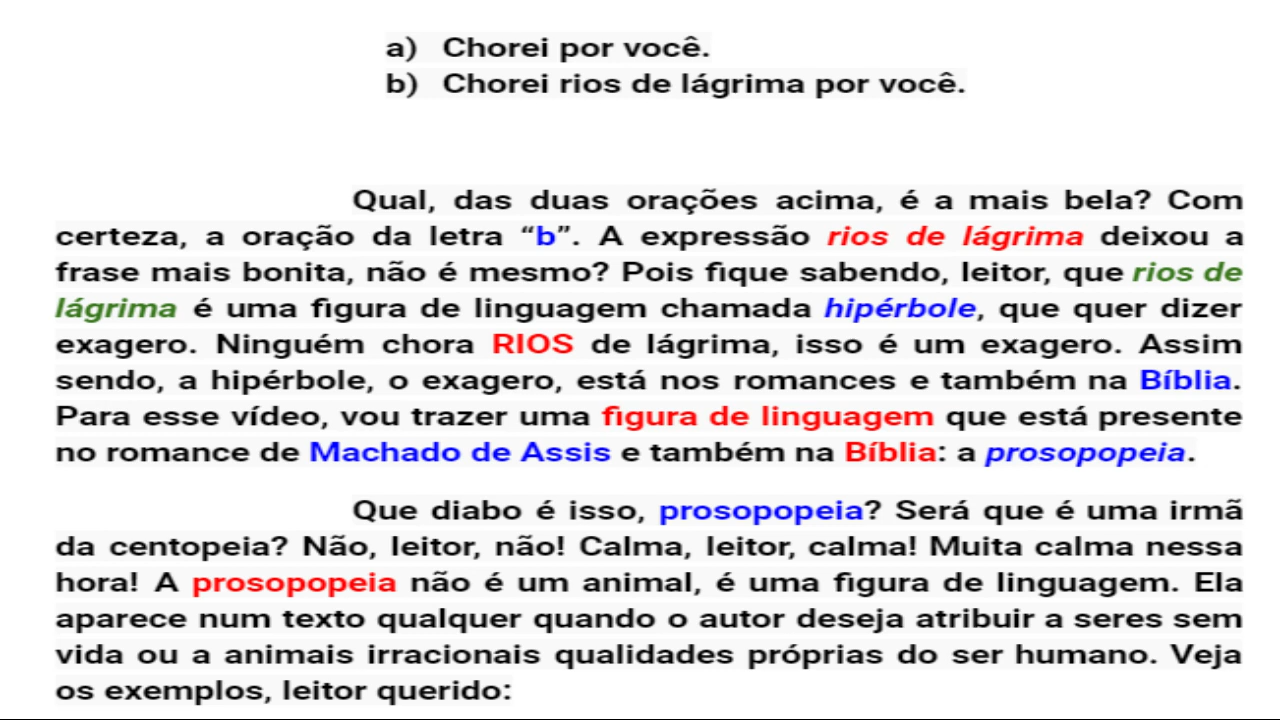 a) Chorei por você.
b) Chorei rios de lágrima por você.
Qual, das duas orações acima, é a mais bela? Com
certeza, a oração da letra “b”. A expressão rios de lágrima deixou a
frase mais bonita, não é mesmo? Pois fique sabendo, leitor, que rios de
lágrima é uma figura de linguagem chamada hipérbole, que quer dizer
exagero. Ninguém chora RIOS de lágrima, isso é um exagero. Assim
sendo, a hipérbole, o exagero, está nos romances e também na Bíblia.
Para esse vídeo, vou trazer uma figura de linguagem que está presente
no romance de Machado de Assis e também na Bíblia: a prosopopeia.
Que diabo é isso, prosopopeia? Será que é uma irmã
da centopeia? Não, leitor, não! Calma, leitor, calma! Muita calma nessa
hora! A prosopopeia não é um animal, é uma figura de linguagem. Ela
aparece num texto qualquer quando o autor deseja atribuir a seres sem
vida ou a animais irracionais qualidades próprias do ser humano. Veja
os exemplos, leitor querido: